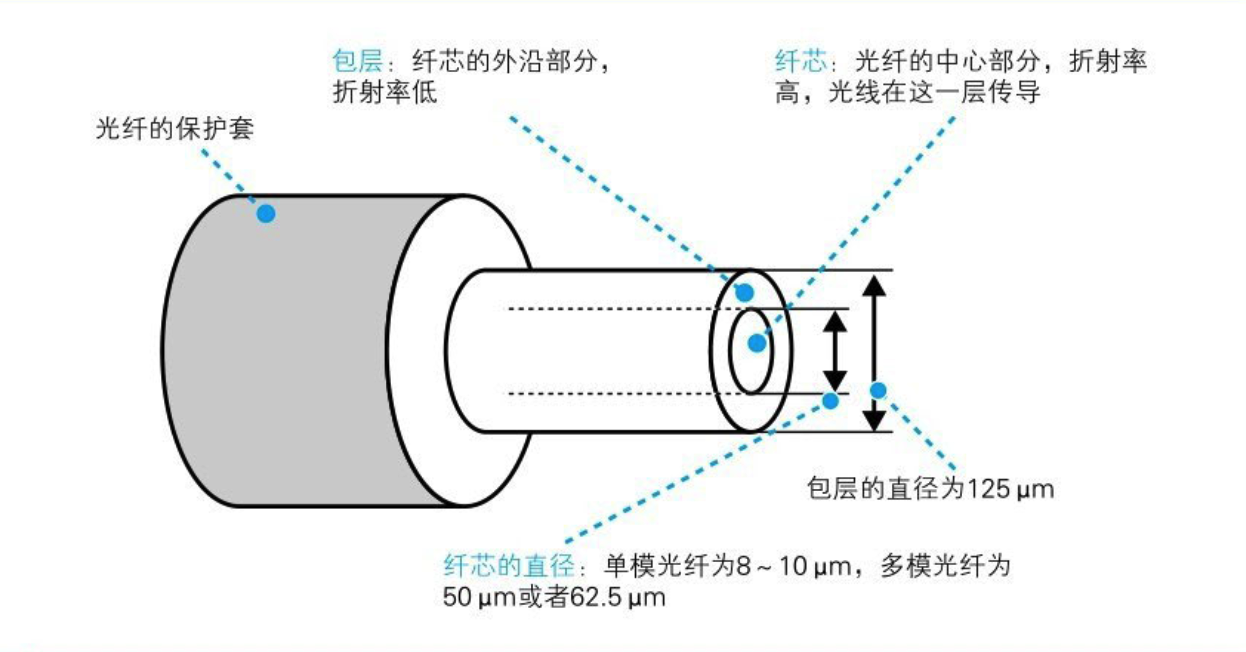 包层：纤芯的外沿部分，
折射率低
纤芯：光纤的中心部分，折射率
高，光线在这一层传导
光纤的保护套
包层的直径为125 μm
纤芯的直径：单模光纤为8～10 μm，多模光纤为
50 μm或者62.5 μm